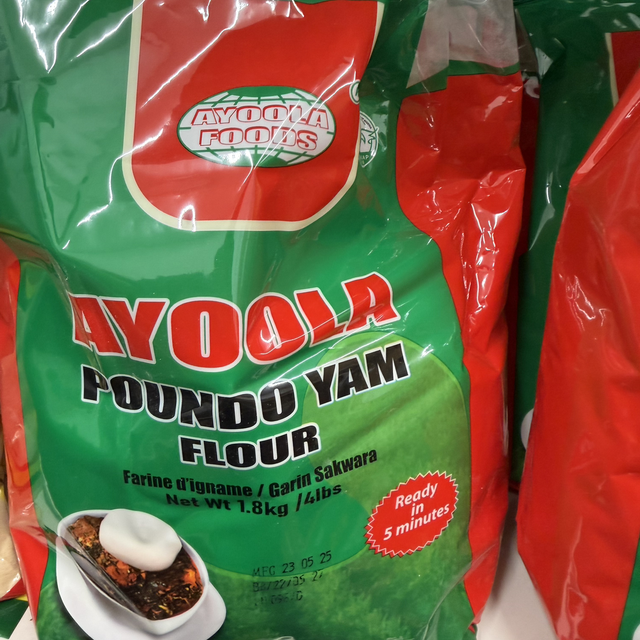 AYOOLA
FOODS
AYOOLA
POUNDO YAM
FLOUR
Farine d'igname / Garin Sakwara
Net Wt 1.8kg /4lbs
Ready
in
5 minutes
MFG 23 05 25